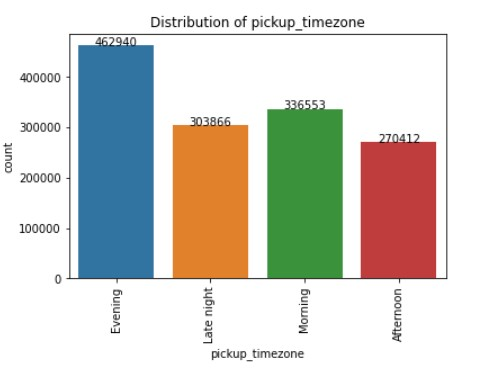 Distribution of pickup_timezone
462940
400000
336553
300000
303866
270412
count
200000
100000
0
Evening
Late night
Morning
Afternoon
pickup_timezone